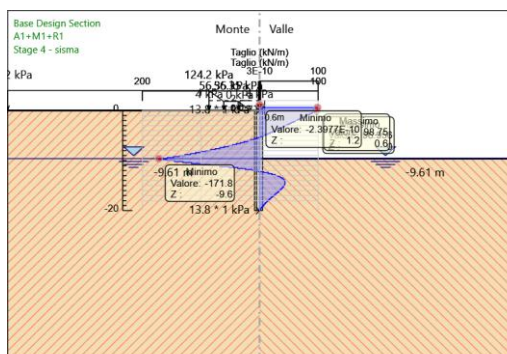 Base Design Section
A1+M1+R1
Stage 4 - sisma
Monte Valle
Taglio (kN/m)
Taglio (kN/m)
3E-10
2 kPa 200 124.2 kPa 100
0.6m Minimo
Valore: -2.3977E-10
Z : 1.2
Massimo
98.75
0.6
-9.61 m -9.61 m
Minimo
Valore: -171.8
Z : -9.6
-20 13.8 * 1 kPa